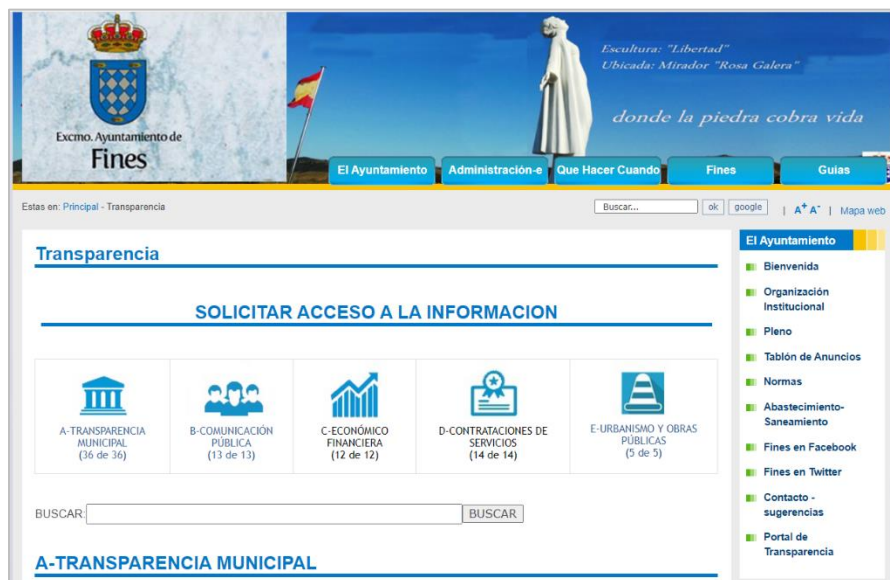 Escultura: "Libertad"
Ubicada: Mirador "Rosa Galera"
donde la piedra cobra vida
Excmo. Ayuntamiento de
Fines
El Ayuntamiento
Administración-e
Que Hacer Cuando
Fines
Guias
Estas en: Principal - Transparencia
Buscar...
ok
google
| A+ A- | Mapa web
Transparencia
SOLICITAR ACCESO A LA INFORMACION
A-TRANSPARENCIA
MUNICIPAL
(36 de 36)
B-COMUNICACIÓN
PÚBLICA
(13 de 13)
C-ECONÓMICO
FINANCIERA
(12 de 12)
D-CONTRATACIONES DE
SERVICIOS
(14 de 14)
E-URBANISMO Y OBRAS
PÚBLICAS
(5 de 5)
BUSCAR:
BUSCAR
A-TRANSPARENCIA MUNICIPAL
El Ayuntamiento
Bienvenida
Organización
Institucional
Pleno
Tablón de Anuncios
Normas
Abastecimiento-
Saneamiento
Fines en Facebook
Fines en Twitter
Contacto -
sugerencias
Portal de
Transparencia